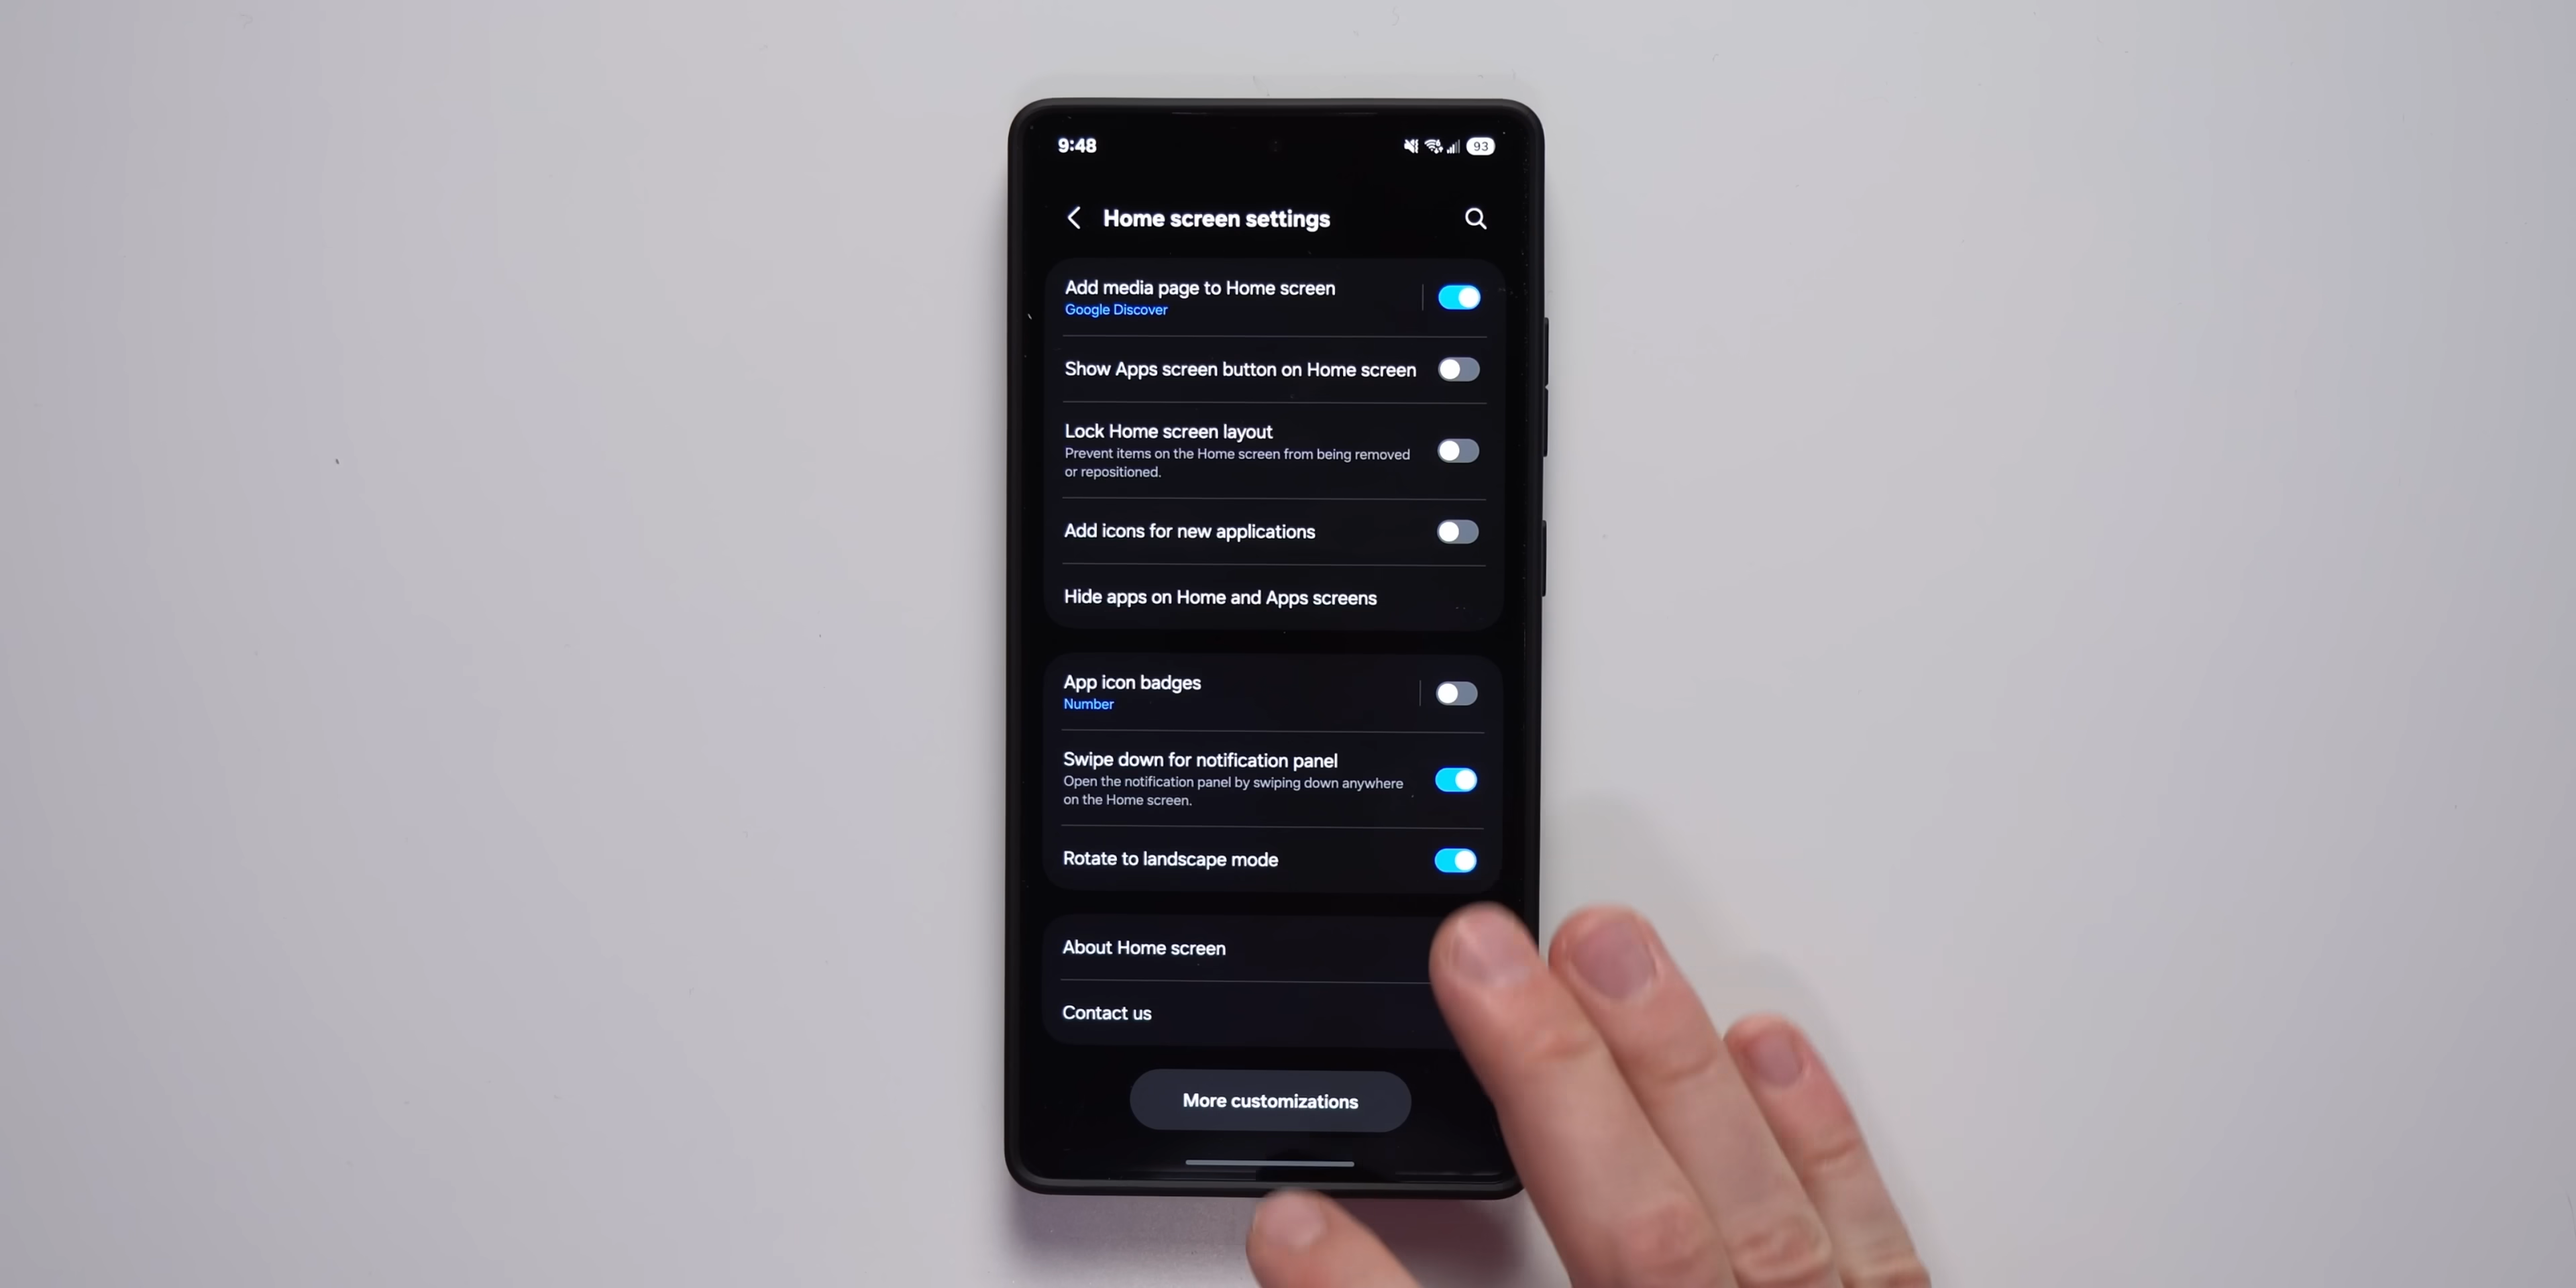 9:48
93
Home screen settings
Add media page to Home screen
Google Discover
Show Apps screen button on Home screen
Lock Home screen layout
Prevent items on the Home screen from being removed
or repositioned.
Add icons for new applications
Hide apps on Home and Apps screens
App icon badges
Number
Swipe down for notification panel
Open the notification panel by swiping down anywhere
on the Home screen.
Rotate to landscape mode
About Home screen
Contact us
More customizations